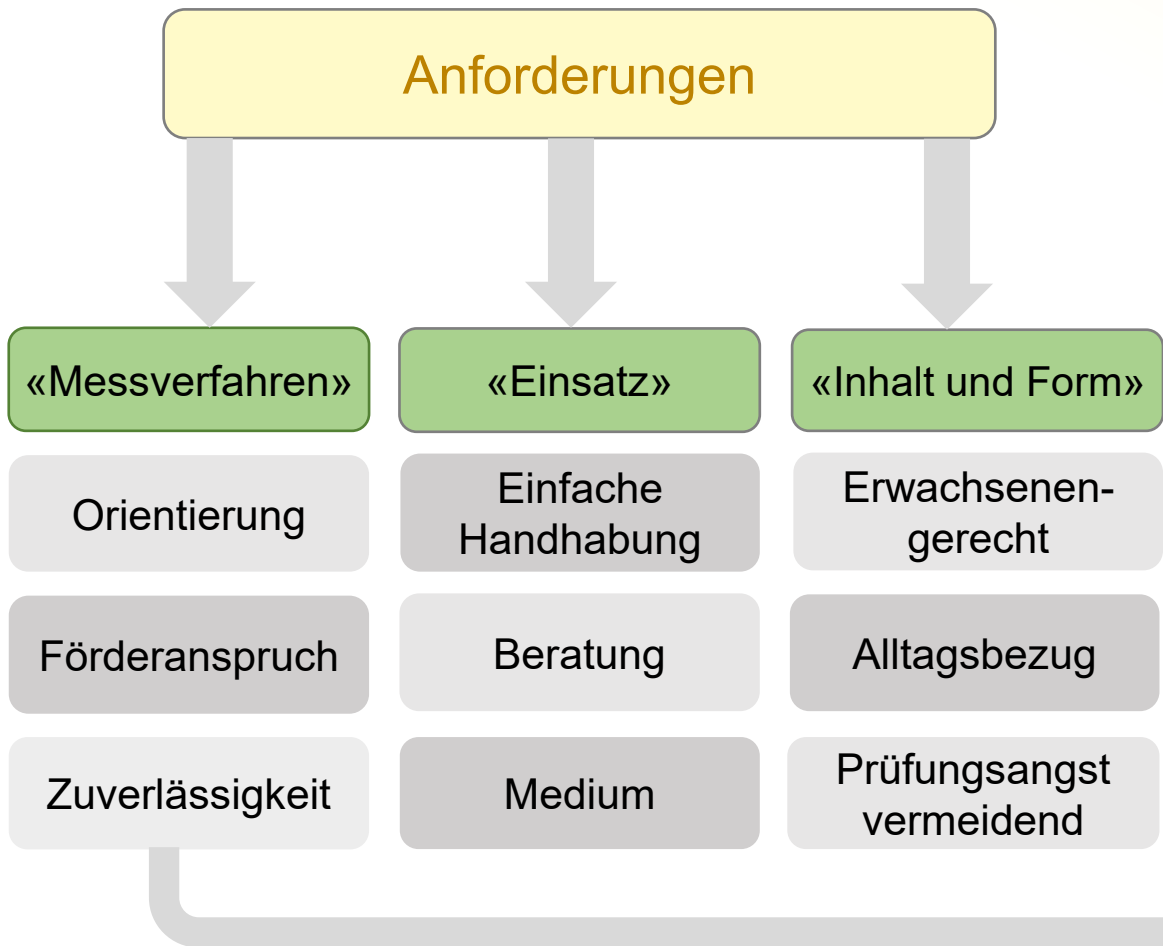 Anforderungen
«Messverfahren»
Orientierung
Förderanspruch
Zuverlässigkeit
«Einsatz»
Einfache
Handhabung
Beratung
Medium
«Inhalt und Form»
Erwachsenen-
gerecht
Alltagsbezug
Prüfungsangst
vermeidend